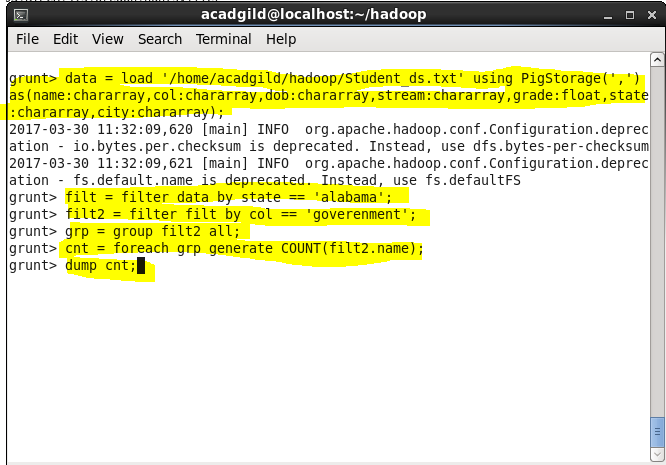 acadgild@localhost:~/hadoop
File Edit View Search Terminal Help
grunt> data = load '/home/acadgild/hadoop/Student_ds.txt' using PigStorage(',')
as(name:chararray,col:chararray,dob:chararray,stream:chararray,grade:float,state
:chararray,city:chararray);
2017-03-30 11:32:09,620 [main] INFO  org.apache.hadoop.conf.Configuration.deprec
ation - io.bytes.per.checksum is deprecated. Instead, use dfs.bytes-per-checksum
2017-03-30 11:32:09,621 [main] INFO  org.apache.hadoop.conf.Configuration.deprec
ation - fs.default.name is deprecated. Instead, use fs.defaultFS
grunt> filt = filter data by state == 'alabama';
grunt> filt2 = filter filt by col == 'goverenment';
grunt> grp = group filt2 all;
grunt> cnt = foreach grp generate COUNT(filt2.name);
grunt> dump cnt;